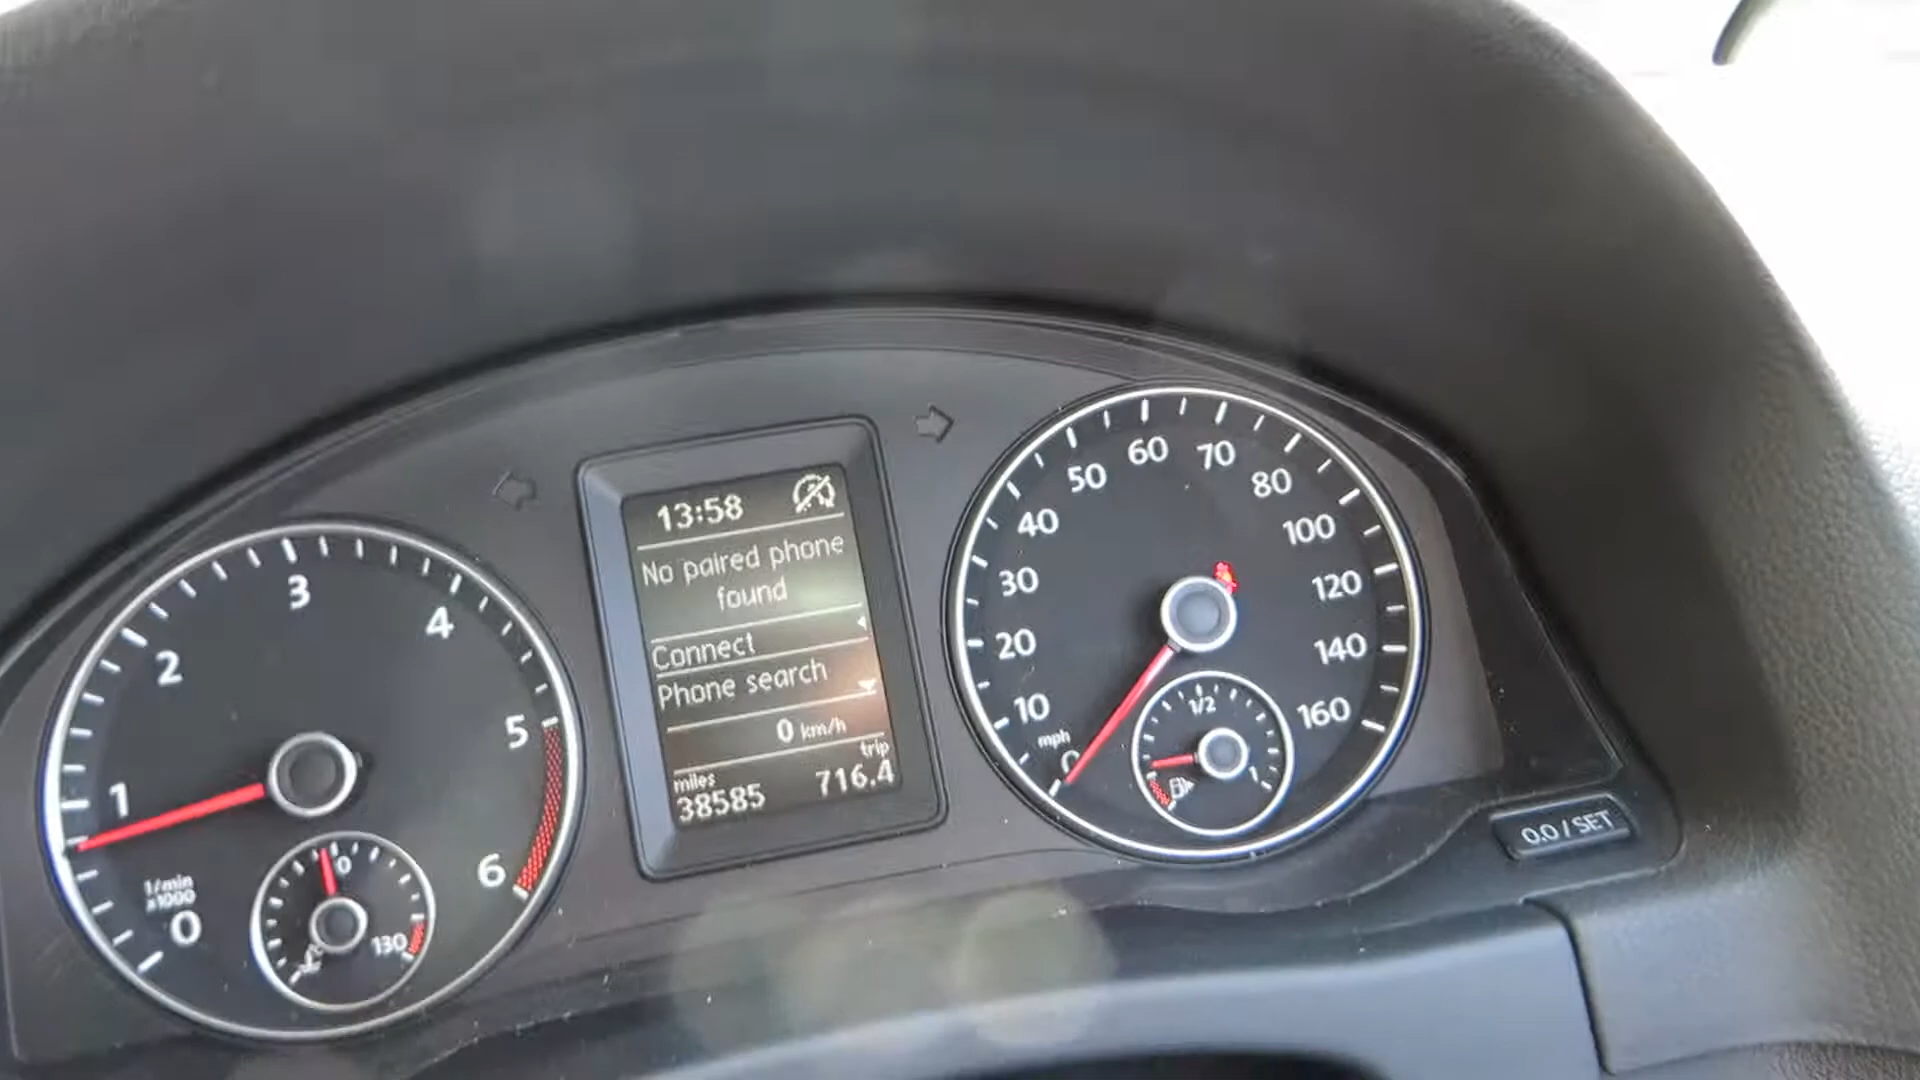 13:58
No paired phone
found
Connect
Phone search
0 km/h
miles
trip
38585
716.4
1
2
3
4
5
6
0
1/min
x1000
130
0
10
20
30
40
50
60
70
80
100
120
140
160
mph
1/2
1
0.0 / SET